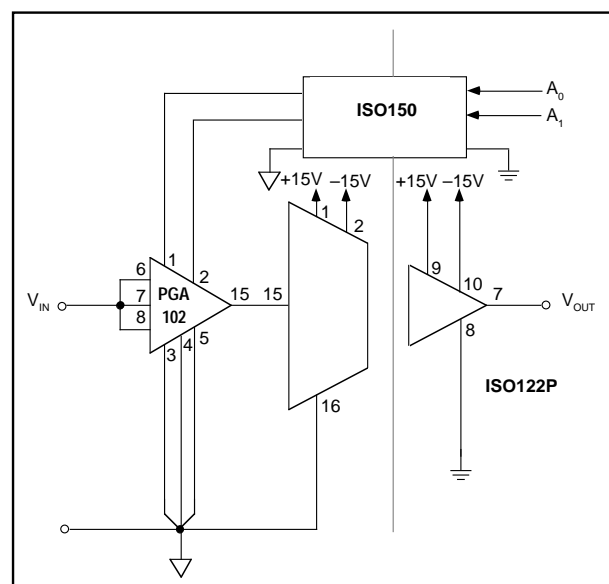 A0
ISO150
A1
+15V –15V +15V –15V
1
2
9
6 1
2
10
VIN 7 PGA 15 15 7 VOUT
8 102
5
4
3
8
ISO122P
16